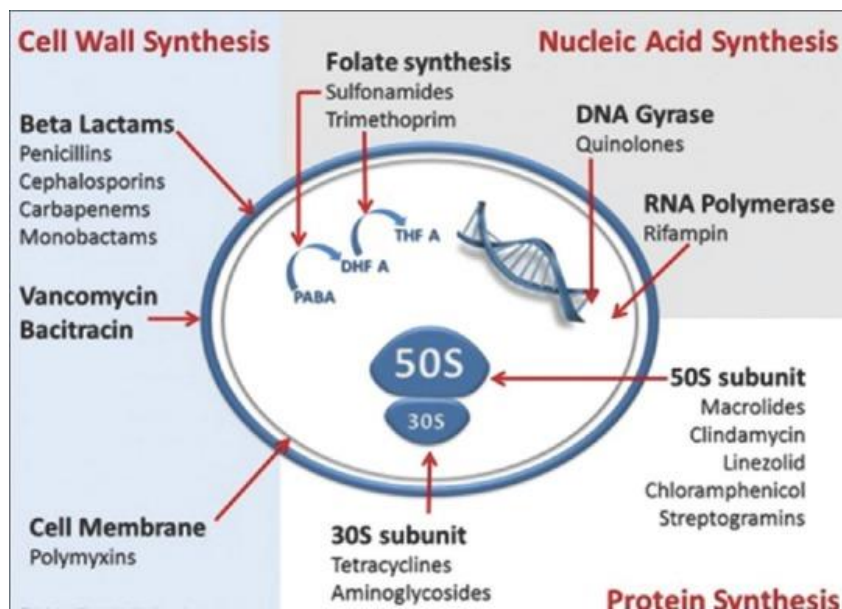 Cell Wall Synthesis
Nucleic Acid Synthesis
Folate synthesis
Sulfonamides
Trimethoprim
Beta Lactams
Penicillins
Cephalosporins
Carbapenems
Monobactams
DNA Gyrase
Quinolones
RNA Polymerase
Rifampin
THF A
DHF A
PABA
Vancomycin
Bacitracin
50S
30S
50S subunit
Macrolides
Clindamycin
Linezolid
Chloramphenicol
Streptogramins
Cell Membrane
Polymyxins
30S subunit
Tetracyclines
Aminoglycosides
Protein Synthesis